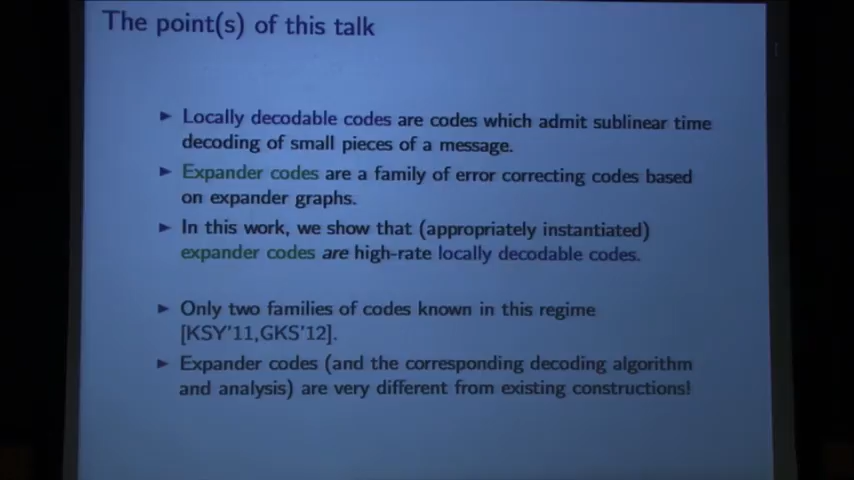 The point(s) of this talk
► Locally decodable codes are codes which admit sublinear time
decoding of small pieces of a message.
► Expander codes are a family of error correcting codes based
on expander graphs.
► In this work, we show that (appropriately instantiated)
expander codes are high-rate locally decodable codes.
► Only two families of codes known in this regime
[KSY'11,GKS'12].
► Expander codes (and the corresponding decoding algorithm
and analysis) are very different from existing constructions!